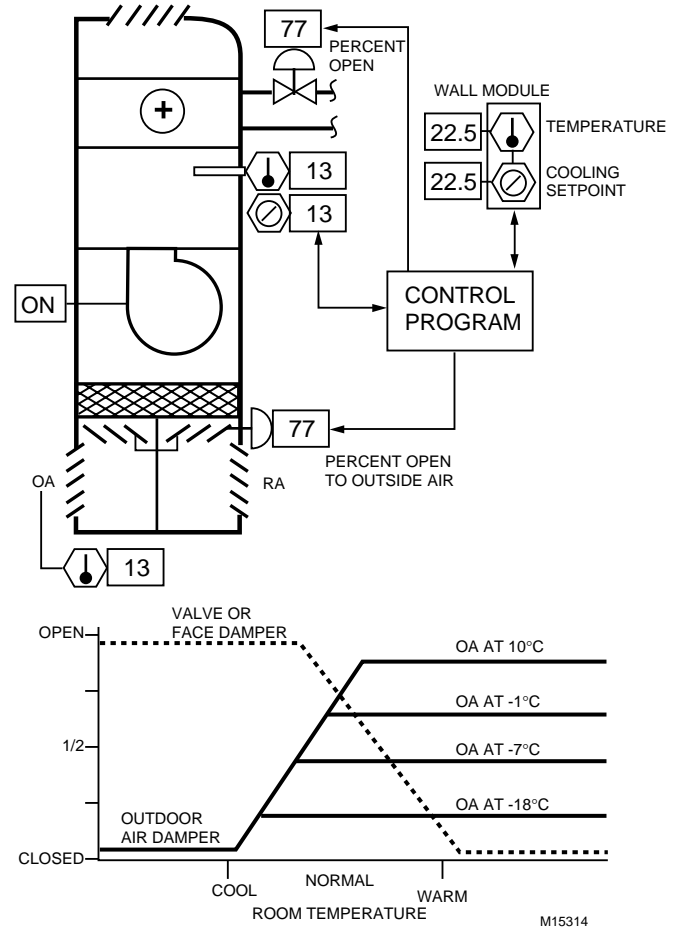 77
PERCENT
OPEN
WALL MODULE
+
22.5
TEMPERATURE
13
22.5
COOLING
SETPOINT
13
ON
CONTROL
PROGRAM
77
PERCENT OPEN
TO OUTSIDE AIR
OA
RA
13
VALVE OR
FACE DAMPER
OPEN
OA AT 10°C
OA AT -1°C
1/2
OA AT -7°C
OA AT -18°C
OUTDOOR
AIR DAMPER
CLOSED
COOL
NORMAL
WARM
ROOM TEMPERATURE
M15314